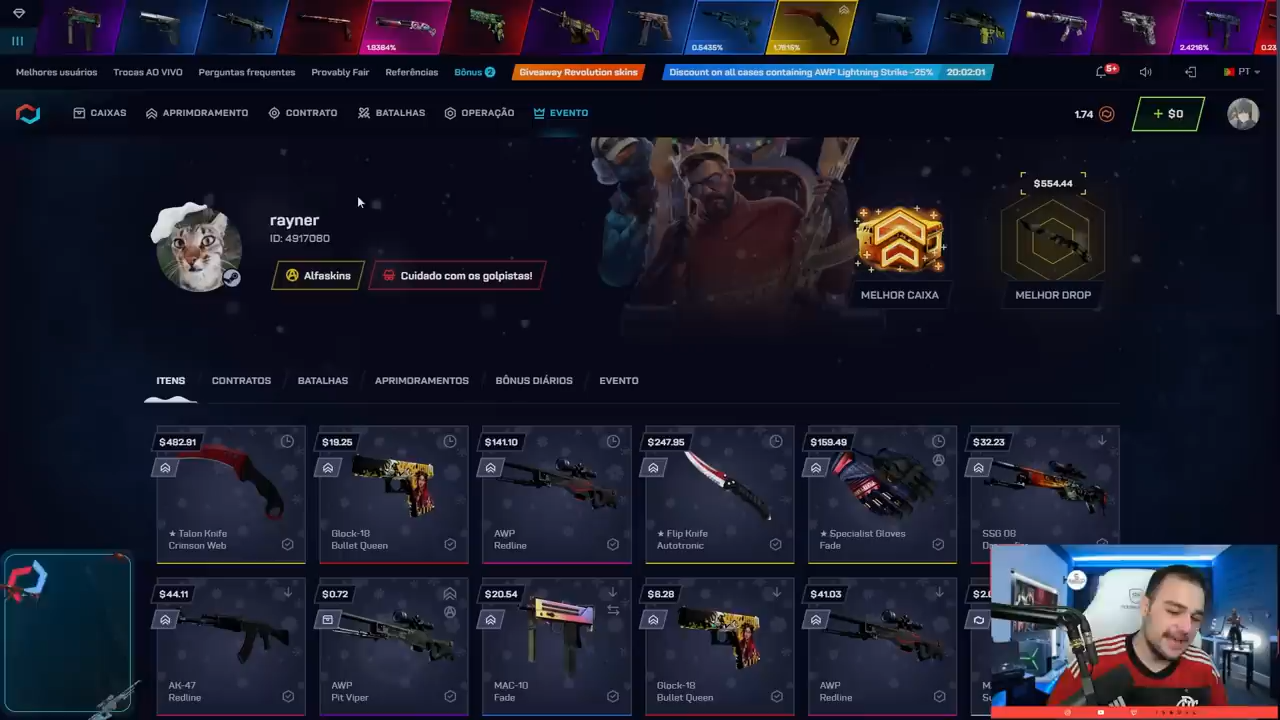 1.8364%
0.5435%
1.7615%
2.4216%
0.23
Melhores usuários
Trocas AO VIVO
Perguntas frequentes
Provably Fair
Referências
Bônus 2
Giveaway Revolution skins
Discount on all cases containing AWP Lightning Strike -25% 20:02:01
5+
PT
CAIXAS
APRIMORAMENTO
CONTRATO
BATALHAS
OPERAÇÃO
EVENTO
1.74
+ $0
rayner
ID: 4917080
Alfaskins
Cuidado com os golpistas!
MELHOR CAIXA
$554.44
MELHOR DROP
ITENS
CONTRATOS
BATALHAS
APRIMORAMENTOS
BÔNUS DIÁRIOS
EVENTO
$482.91
★ Talon Knife
Crimson Web
$19.25
Glock-18
Bullet Queen
$141.10
AWP
Redline
$247.95
★ Flip Knife
Autotronic
$159.49
★ Specialist Gloves
Fade
$32.23
SSG 08
$44.11
AK-47
Redline
$0.72
AWP
Pit Viper
$20.54
MAC-10
Fade
$6.28
Glock-18
Bullet Queen
$41.03
AWP
Redline